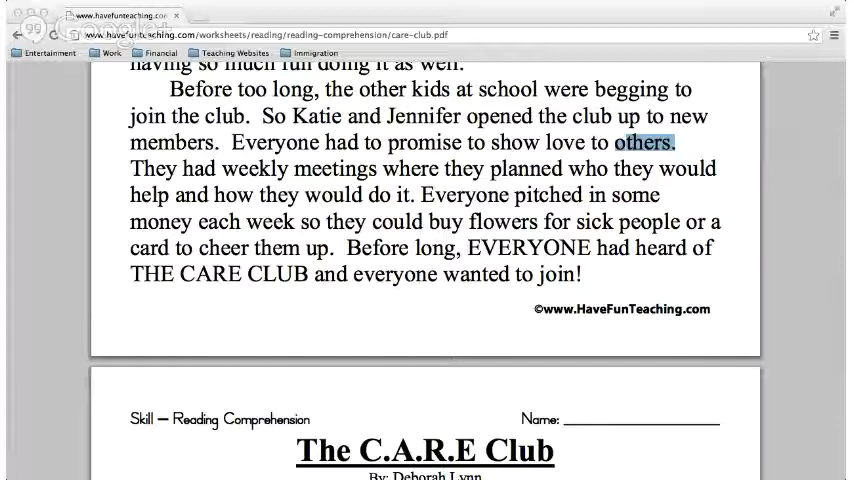 www.havefunteaching.com
Google+
www.havefunteaching.com/worksheets/reading/reading-comprehension/care-club.pdf
Entertainment Work Financial Teaching Websites Immigration
having so much fun doing it as well.
Before too long, the other kids at school were begging to
join the club. So Katie and Jennifer opened the club up to new
members. Everyone had to promise to show love to others.
They had weekly meetings where they planned who they would
help and how they would do it. Everyone pitched in some
money each week so they could buy flowers for sick people or a
card to cheer them up. Before long, EVERYONE had heard of
THE CARE CLUB and everyone wanted to join!
©www.HaveFunTeaching.com
Skill – Reading Comprehension Name: ____________________
The C.A.R.E Club
By: Deborah Lynn